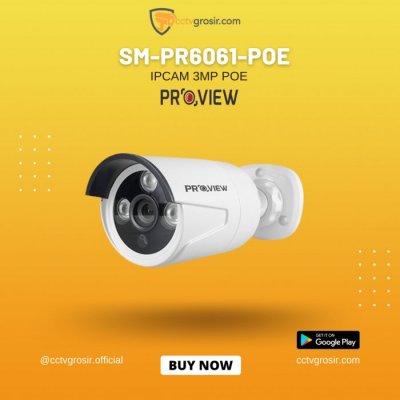 cctvgrosir.com
SM-PR6061-POE
IPCAM 3MP POE
PROVIEW
PROVIEW
GET IT ON
Google Play
@cctvgrosir.official
BUY NOW
cctvgrosir.com